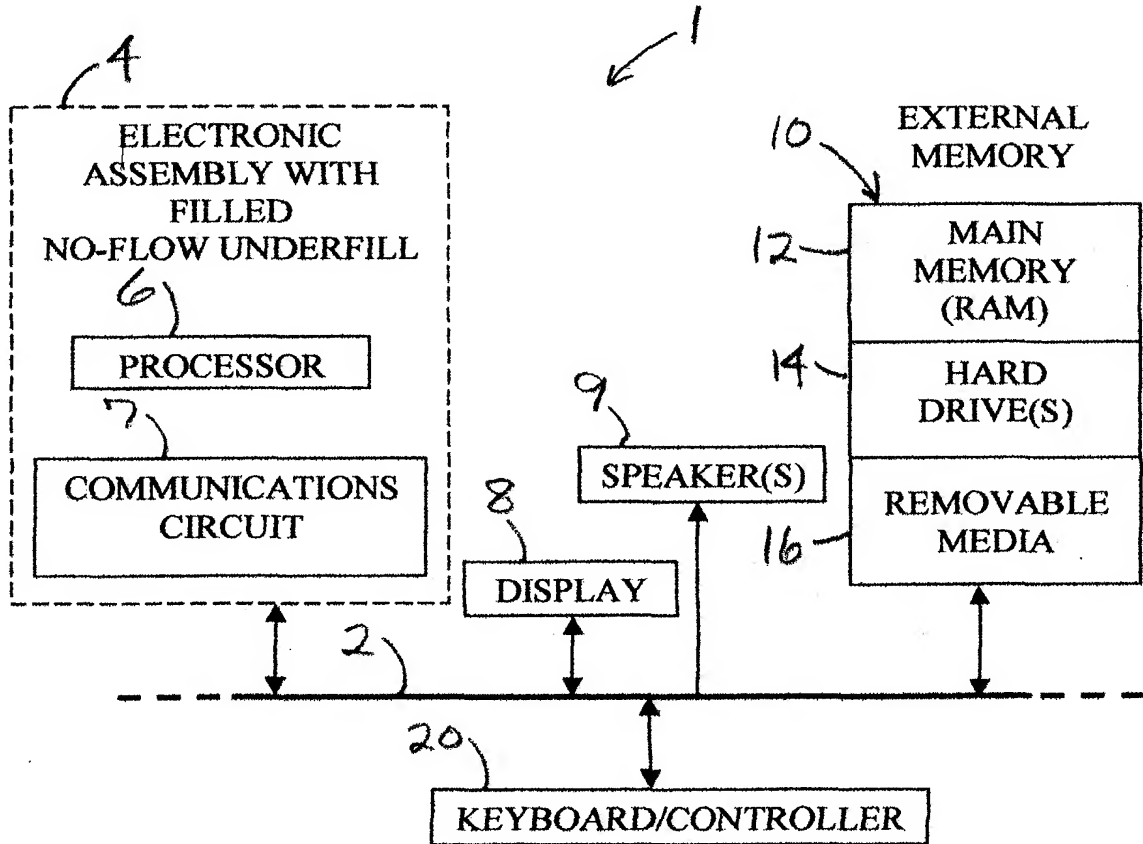 1
4
ELECTRONIC
ASSEMBLY WITH
FILLED
NO-FLOW UNDERFILL
6
PROCESSOR
7
COMMUNICATIONS
CIRCUIT
8
DISPLAY
9
SPEAKER(S)
EXTERNAL
MEMORY
10
12
MAIN
MEMORY
(RAM)
14
HARD
DRIVE(S)
16
REMOVABLE
MEDIA
2
20
KEYBOARD/CONTROLLER